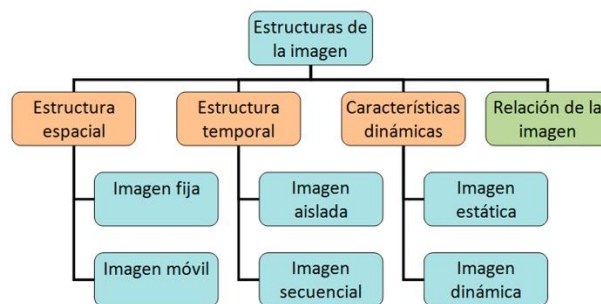 Estructuras de
la imagen
Estructura
espacial
Estructura
temporal
Características
dinámicas
Relación de la
imagen
Imagen fija
Imagen
aislada
Imagen
estática
Imagen móvil
Imagen
secuencial
Imagen
dinámica